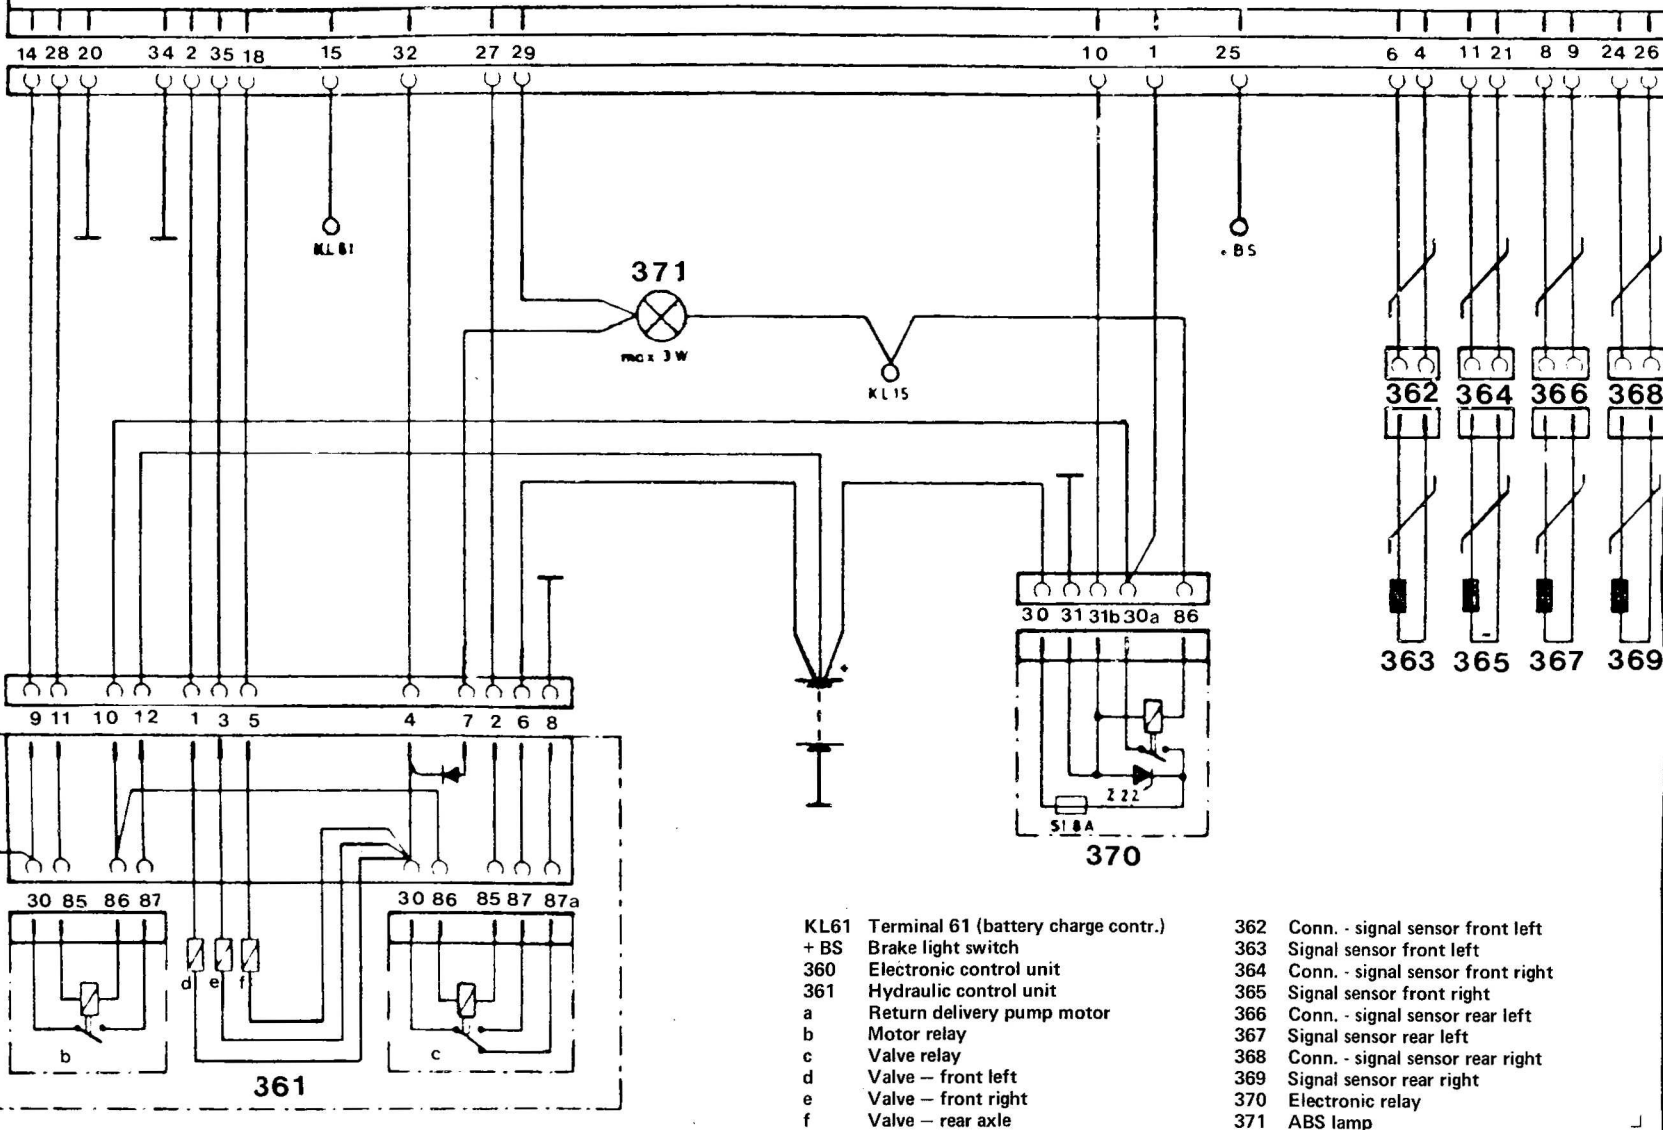 14 28 20 34 2 35 18 15 32 27 29 10 1 25 6 4 11 21 8 9 24 26
KL 61
+ BS
371
max 3W
KL 15
362 364 366 368
30 31 31b 30a 86
363 365 367 369
9 11 10 12 1 3 5 4 7 2 6 8
+
Z 22
S1 8A
370
30 85 86 87 30 86 85 87 87a
d e f
b c
361
KL61 Terminal 61 (battery charge contr.)
+ BS Brake light switch
360 Electronic control unit
361 Hydraulic control unit
a Return delivery pump motor
b Motor relay
c Valve relay
d Valve – front left
e Valve – front right
f Valve – rear axle
362 Conn. - signal sensor front left
363 Signal sensor front left
364 Conn. - signal sensor front right
365 Signal sensor front right
366 Conn. - signal sensor rear left
367 Signal sensor rear left
368 Conn. - signal sensor rear right
369 Signal sensor rear right
370 Electronic relay
371 ABS lamp